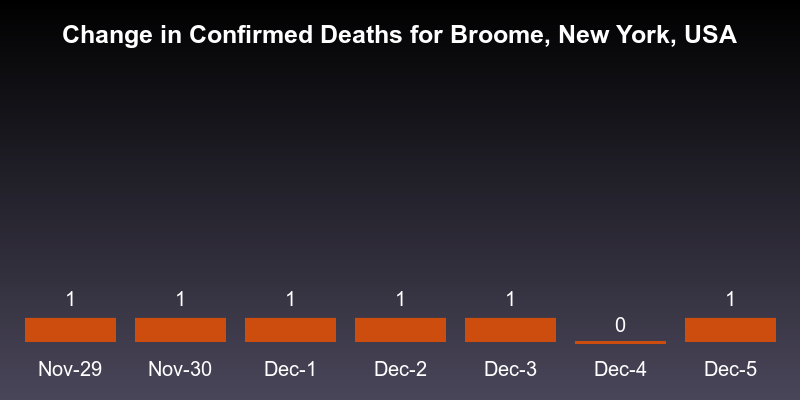 Change in Confirmed Deaths for Broome, New York, USA
1 1 1 1 1 0 1
Nov-29 Nov-30 Dec-1 Dec-2 Dec-3 Dec-4 Dec-5